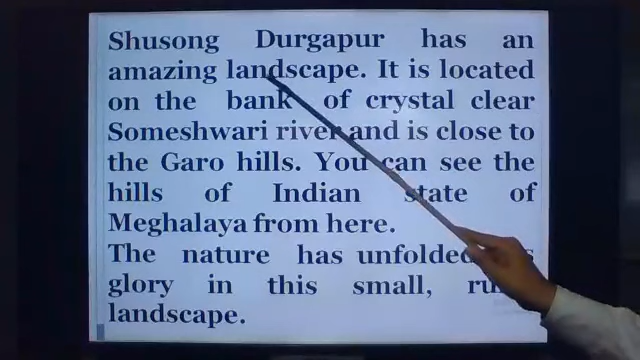 Shusong Durgapur has an
amazing landscape. It is located
on the bank of crystal clear
Someshwari river and is close to
the Garo hills. You can see the
hills of Indian state of
Meghalaya from here.
The nature has unfolded
glory in this small,
landscape.